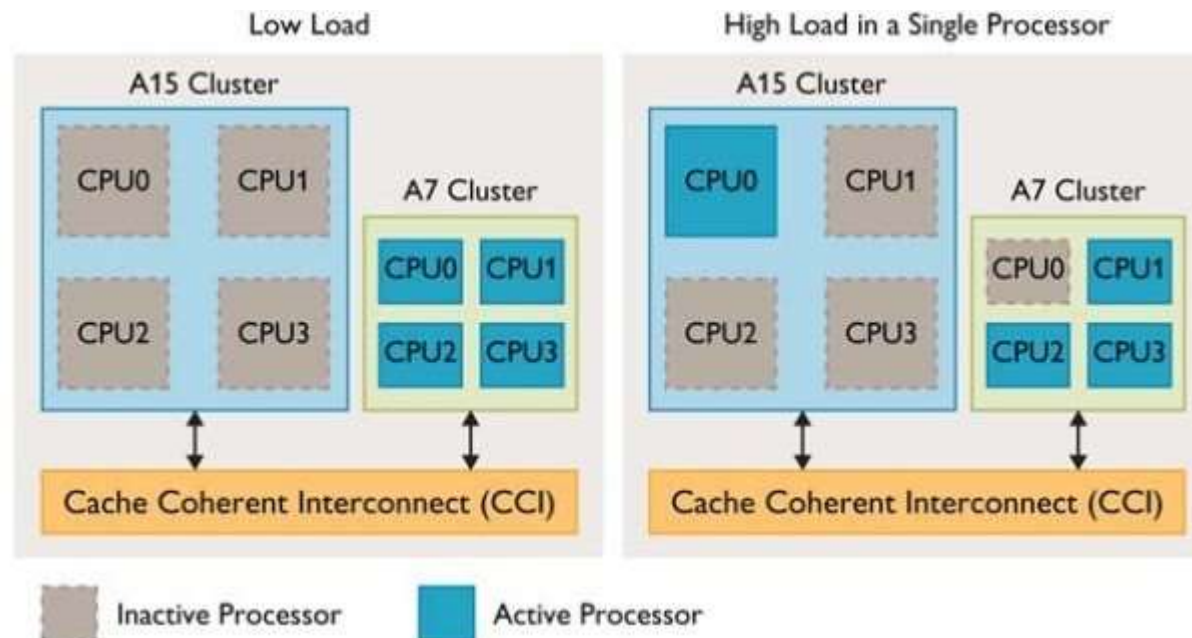 Low Load
A15 Cluster
CPU0 CPU1
A7 Cluster
CPU0 CPU1
CPU2 CPU3
CPU2 CPU3
Cache Coherent Interconnect (CCI)
High Load in a Single Processor
A15 Cluster
CPU0 CPU1
A7 Cluster
CPU0 CPU1
CPU2 CPU3
CPU2 CPU3
Cache Coherent Interconnect (CCI)
Inactive Processor
Active Processor